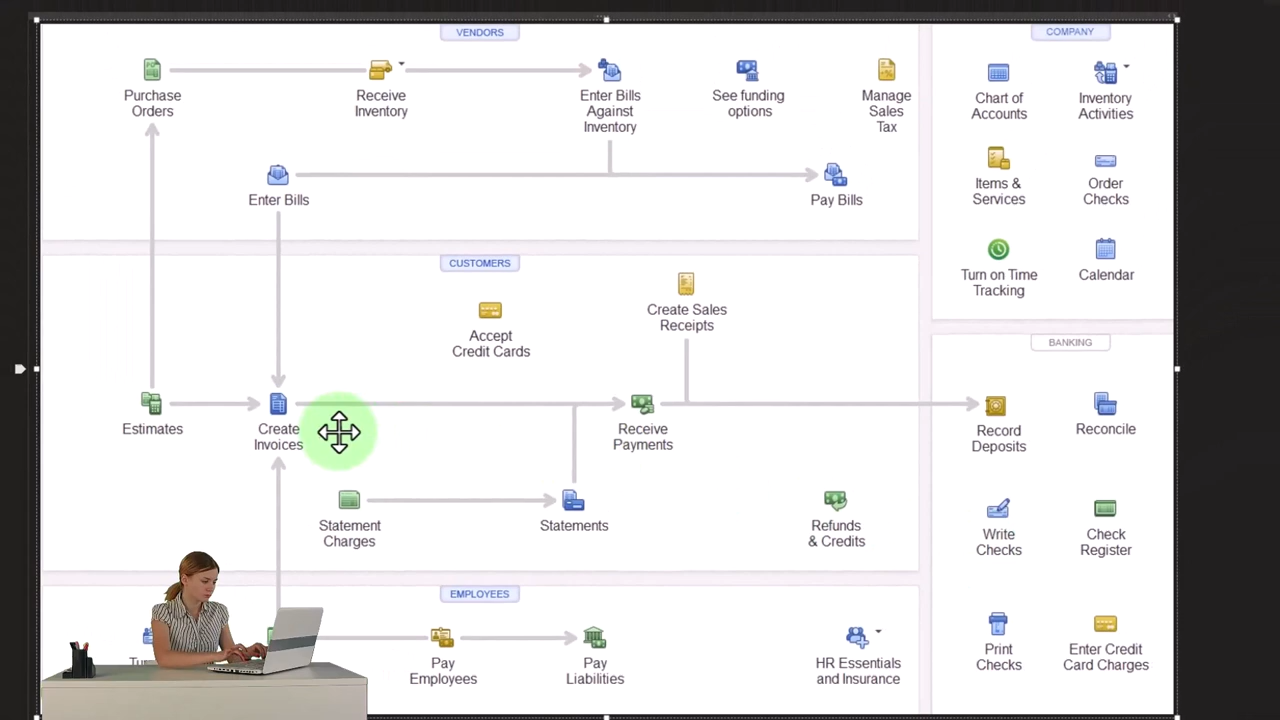 VENDORS
Purchase
Orders
Receive
Inventory
Enter Bills
Against
Inventory
See funding
options
Manage
Sales
Tax
Enter Bills
Pay Bills
CUSTOMERS
Create Sales
Receipts
Accept
Credit Cards
Estimates
Create
Invoices
Receive
Payments
Statement
Charges
Statements
Refunds
& Credits
EMPLOYEES
Pay
Employees
Pay
Liabilities
HR Essentials
and Insurance
COMPANY
Chart of
Accounts
Inventory
Activities
Items &
Services
Order
Checks
Turn on Time
Tracking
Calendar
BANKING
Record
Deposits
Reconcile
Write
Checks
Check
Register
Print
Checks
Enter Credit
Card Charges